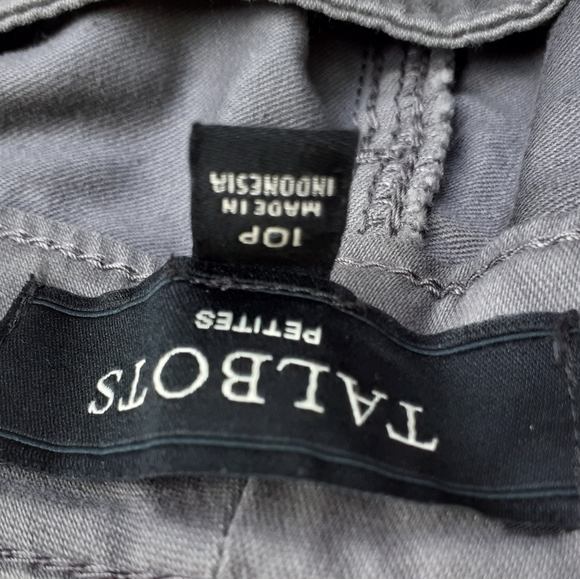 TALBOTS
PETITES
10P
MADE IN
INDONESIA